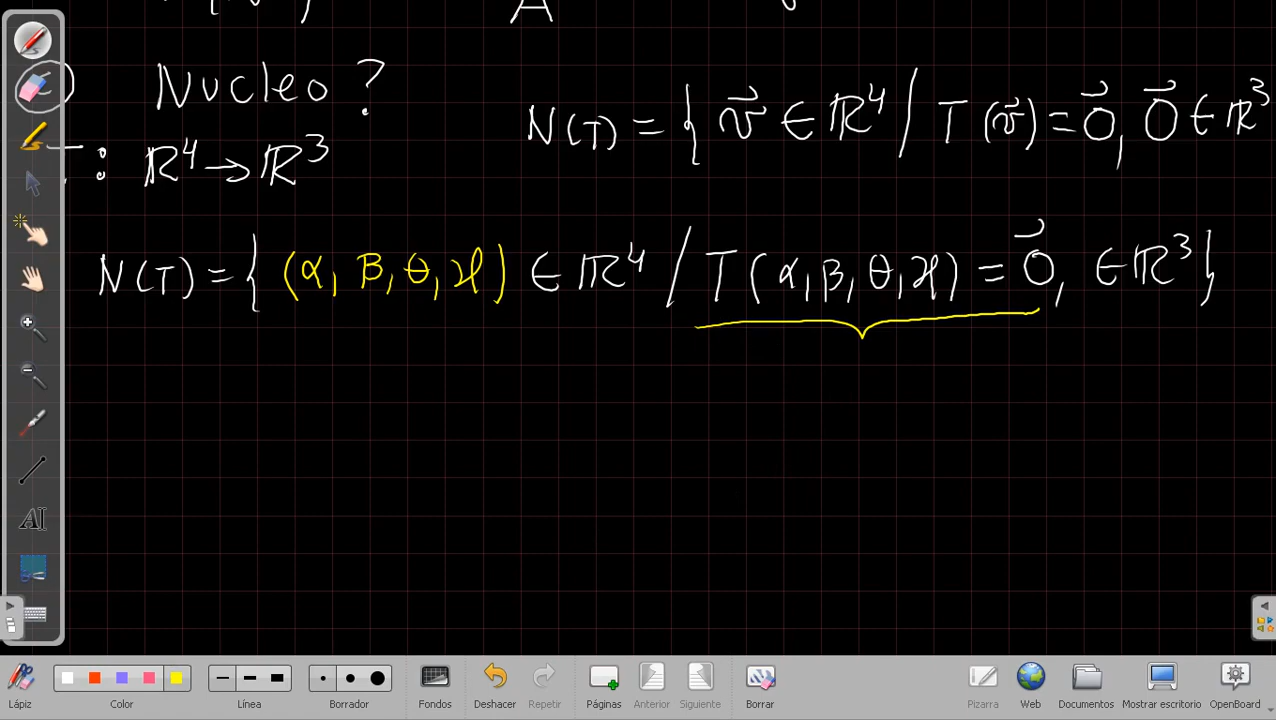 A
Nucleo ?
N(T) = { v⃗ ∈ ℝ⁴ / T(v⃗) = 0⃗, 0⃗ ∈ ℝ³
T : ℝ⁴ → ℝ³
N(T) = { (α, β, θ, ℋ) ∈ ℝ⁴ / T(α, β, θ, ℋ) = 0⃗, ∈ ℝ³ }
AI
Lápiz
Color
Línea
Borrador
Fondos
Deshacer
Repetir
Páginas
Anterior
Siguiente
Borrar
Pizarra
Web
Documentos
Mostrar escritorio
OpenBoard